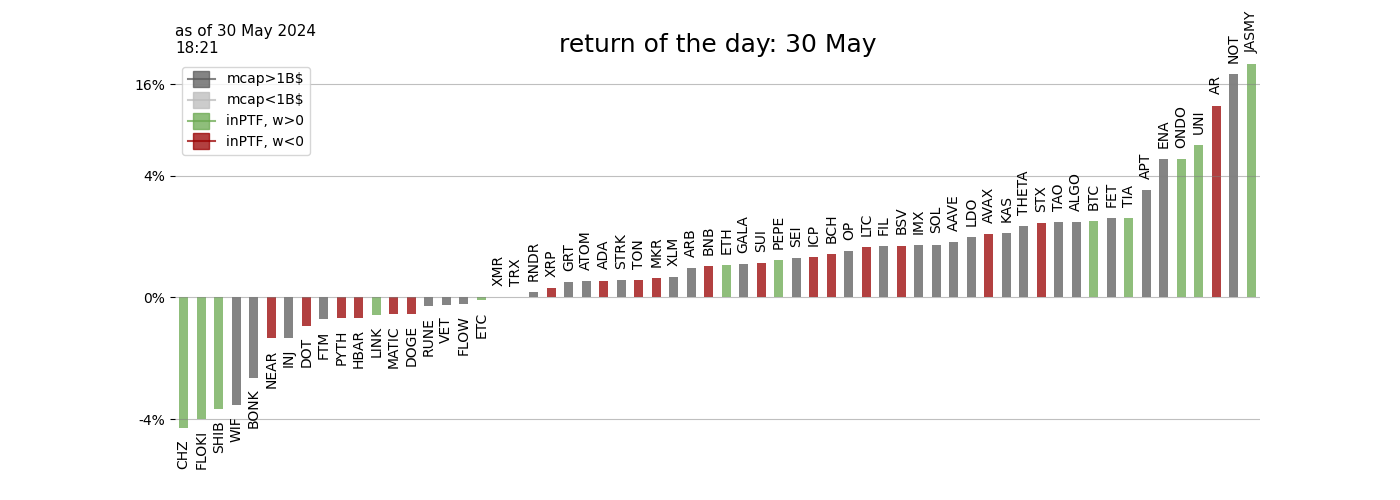 as of 30 May 2024
18:21
return of the day: 30 May
mcap>1B$
mcap<1B$
inPTF, w>0
inPTF, w<0
16%
4%
0%
-4%
CHZ
FLOKI
SHIB
WIF
BONK
NEAR
INJ
DOT
FTM
PYTH
HBAR
LINK
MATIC
DOGE
RUNE
VET
FLOW
ETC
XMR
TRX
RNDR
XRP
GRT
ATOM
ADA
STRK
TON
MKR
XLM
ARB
BNB
ETH
GALA
SUI
PEPE
SEI
ICP
BCH
OP
LTC
FIL
BSV
IMX
SOL
AAVE
LDO
AVAX
KAS
THETA
STX
TAO
ALGO
BTC
FET
TIA
APT
ENA
ONDO
UNI
AR
NOT
JASMY